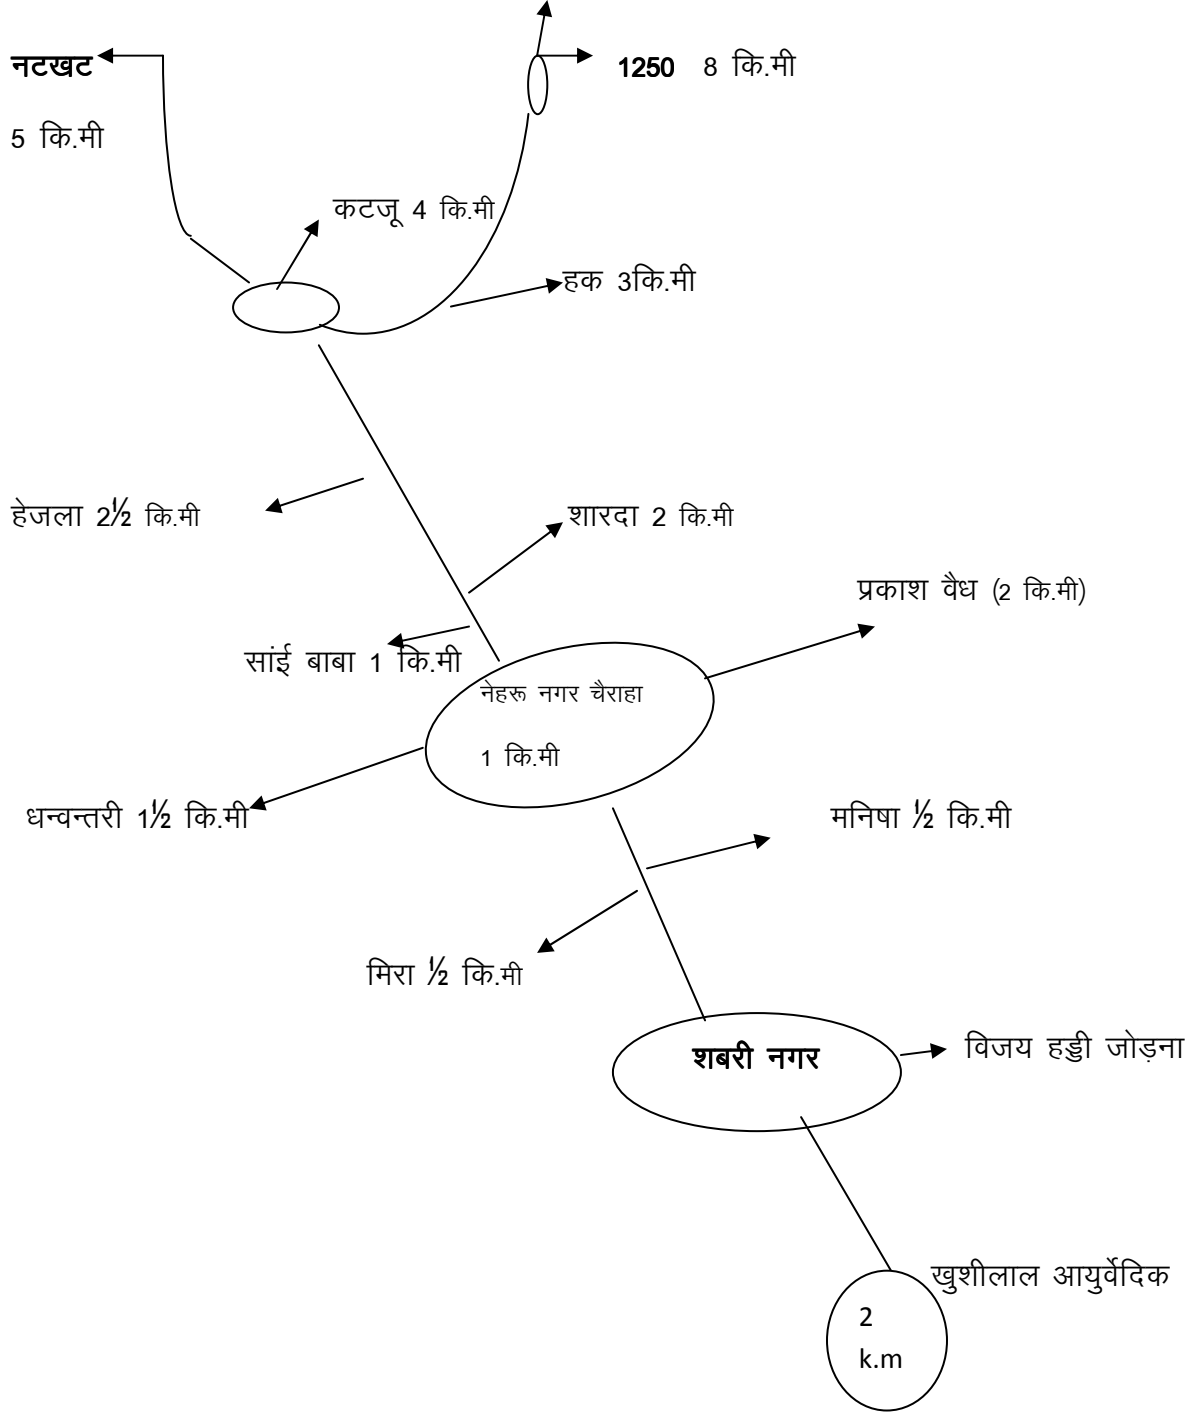 नटखट
1250 8 कि.मी
5 कि.मी
कटजू 4 कि.मी
हक 3कि.मी
हेजला 2½ कि.मी
शारदा 2 कि.मी
प्रकाश वैध (2 कि.मी)
सांई बाबा 1 कि.मी
नेहरू नगर चैराहा
1 कि.मी
धन्वन्तरी 1½ कि.मी
मनिषा ½ कि.मी
मिरा ½ कि.मी
शबरी नगर
विजय हड्डी जोड़ना
खुशीलाल आयुर्वेदिक
2
k.m